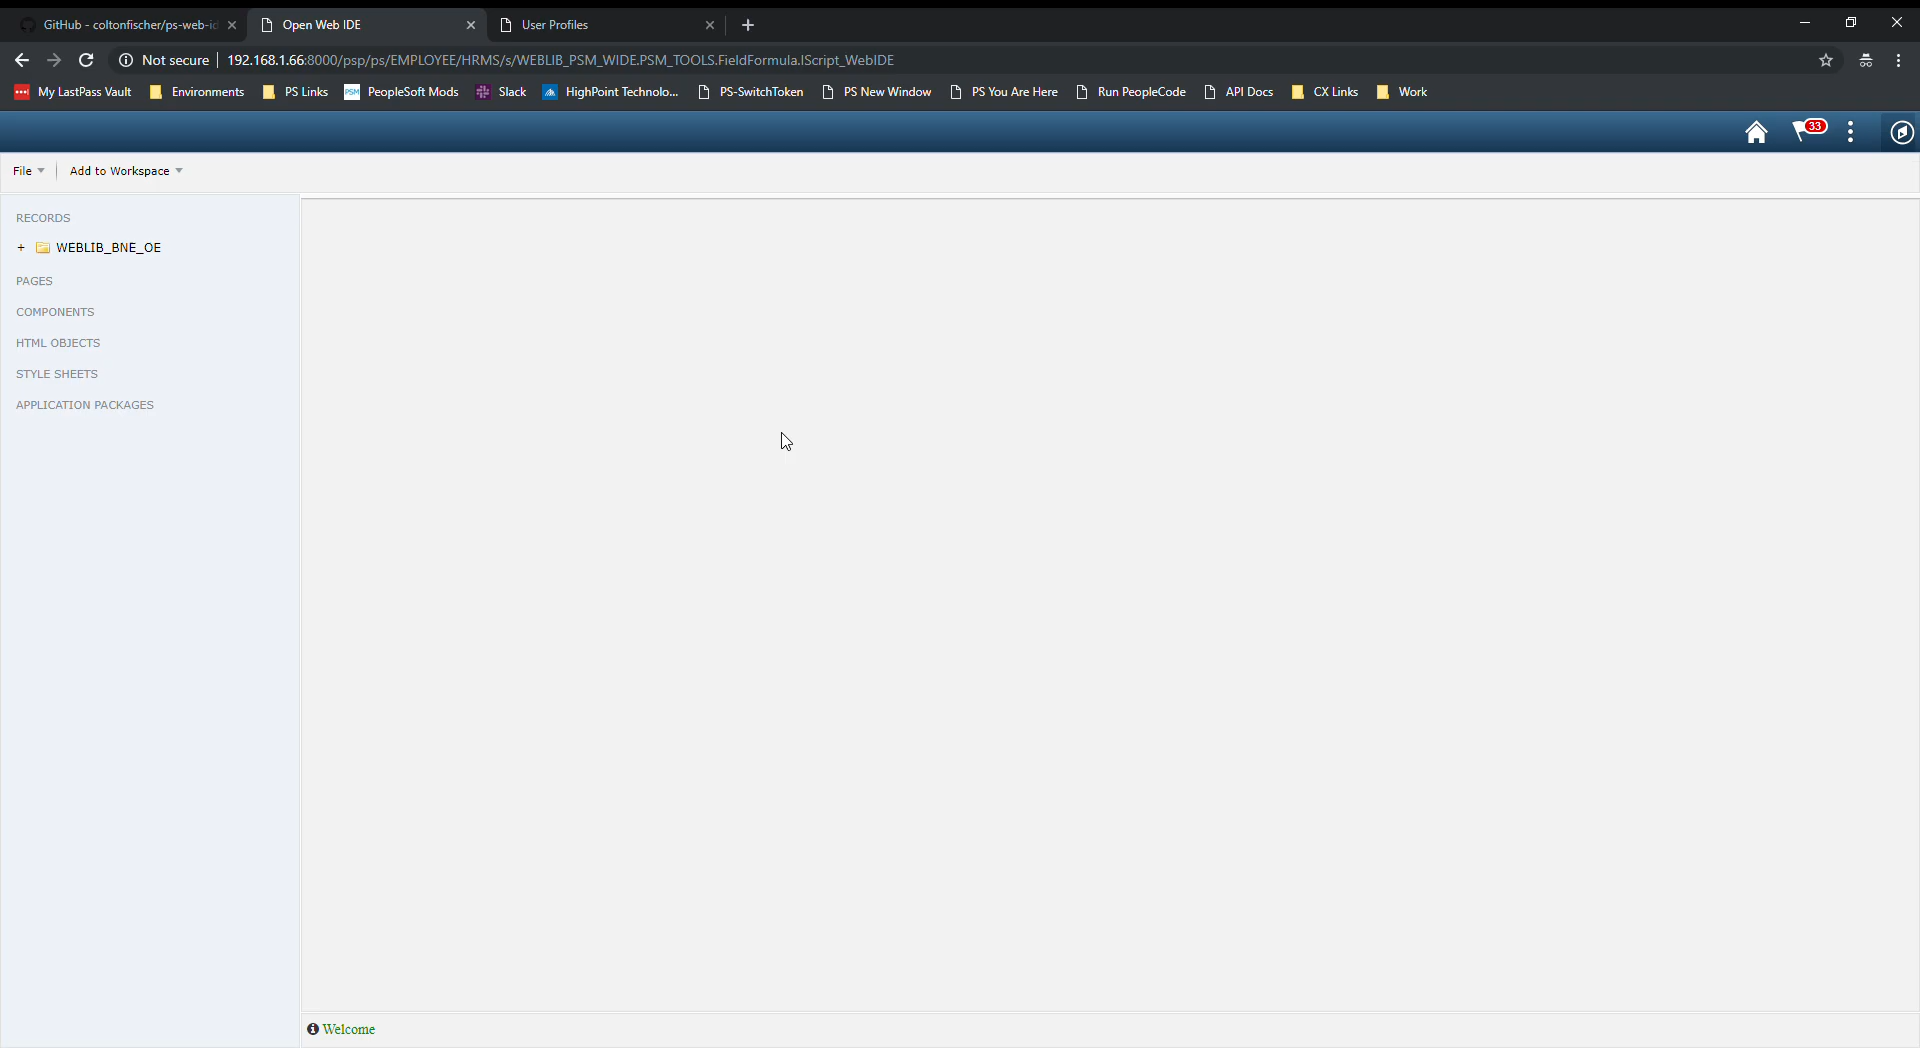 GitHub - coltonfischer/ps-web-id
Open Web IDE
User Profiles
Not secure
192.168.1.66:8000/psp/ps/EMPLOYEE/HRMS/s/WEBLIB_PSM_WIDE.PSM_TOOLS.FieldFormula.IScript_WebIDE
My LastPass Vault
Environments
PS Links
PSM
PeopleSoft Mods
Slack
HighPoint Technolo...
PS-SwitchToken
PS New Window
PS You Are Here
Run PeopleCode
API Docs
CX Links
Work
33
File
Add to Workspace
RECORDS
+ WEBLIB_BNE_OE
PAGES
COMPONENTS
HTML OBJECTS
STYLE SHEETS
APPLICATION PACKAGES
Welcome